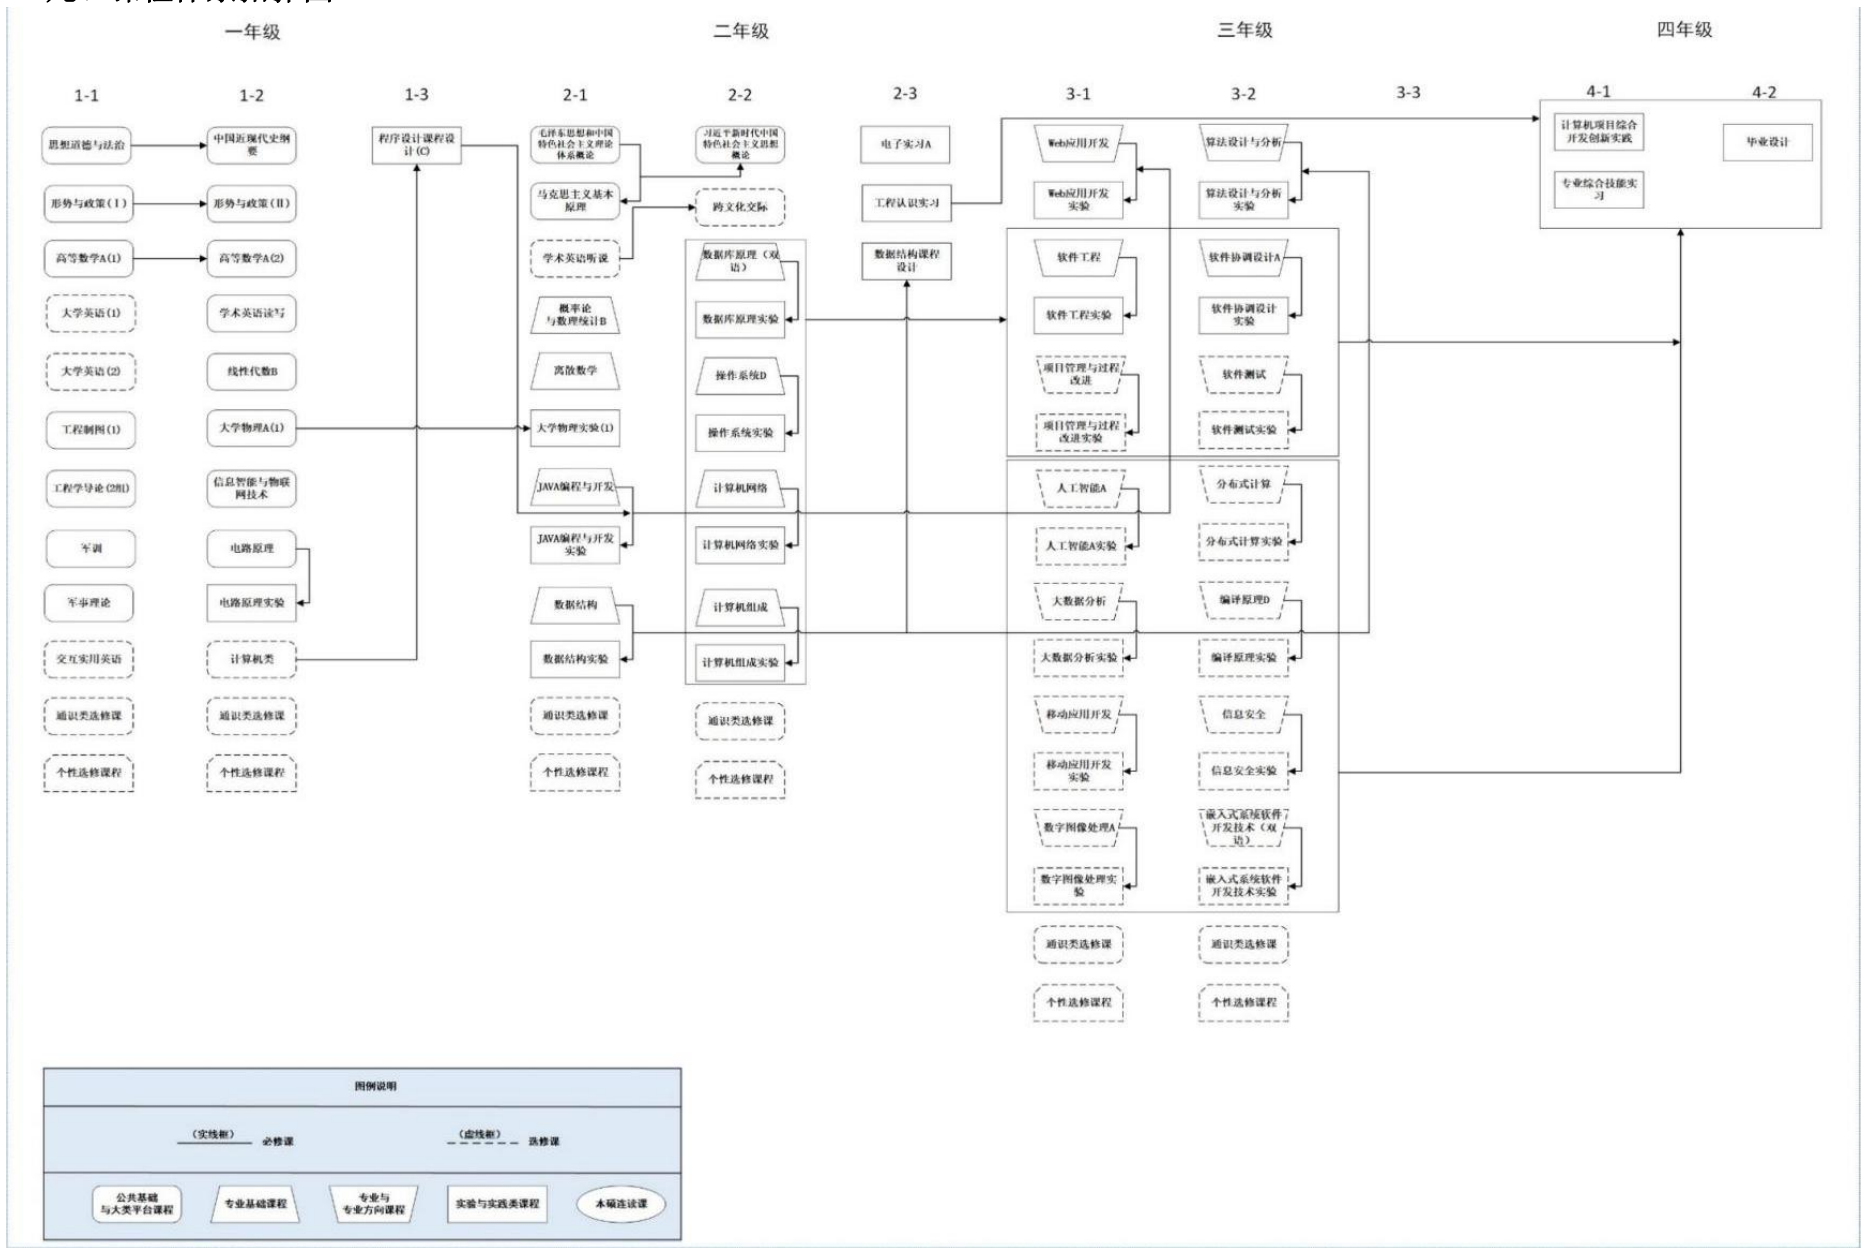 一年级
二年级
三年级
四年级
1-1
1-2
1-3
2-1
2-2
2-3
3-1
3-2
3-3
4-1
4-2
思想道德与法治
形势与政策(Ⅰ)
高等数学A(1)
大学英语(1)
大学英语(2)
工程制图(1)
工程学导论(2组)
军训
军事理论
交互实用英语
通识类选修课
个性选修课程
中国近现代史纲
要
形势与政策(Ⅱ)
高等数学A(2)
学术英语读写
线性代数B
大学物理A(1)
信息智能与物联
网技术
电路原理
电路原理实验
计算机类
通识类选修课
个性选修课程
程序设计课程设
计(C)
毛泽东思想和中国
特色社会主义理论
体系概论
马克思主义基本
原理
学术英语听说
概率论
与数理统计B
离散数学
大学物理实验(1)
JAVA编程与开发
JAVA编程与开发
实验
数据结构
数据结构实验
通识类选修课
个性选修课程
习近平新时代中国
特色社会主义思想
概论
跨文化交际
数据库原理（双
语）
数据库原理实验
操作系统D
操作系统实验
计算机网络
计算机网络实验
计算机组成
计算机组成实验
通识类选修课
个性选修课程
电子实习A
工程认识实习
数据结构课程
设计
Web应用开发
Web应用开发
实验
软件工程
软件工程实验
项目管理与过程
改进
项目管理与过程
改进实验
人工智能A
人工智能A实验
大数据分析
大数据分析实验
移动应用开发
移动应用开发
实验
数字图像处理A
数字图像处理实
验
通识类选修课
个性选修课程
算法设计与分析
算法设计与分析
实验
软件协调设计A
软件协调设计
实验
软件测试
软件测试实验
分布式计算
分布式计算实验
编译原理D
编译原理实验
信息安全
信息安全实验
嵌入式系统软件
开发技术（双
语）
嵌入式系统软件
开发技术实验
通识类选修课
个性选修课程
计算机项目综合
开发创新实践
专业综合技能实
习
毕业设计
图例说明
（实线框） 必修课
（虚线框） 选修课
公共基础
与大类平台课程
专业基础课程
专业与
专业方向课程
实验与实践类课程
本硕连读课